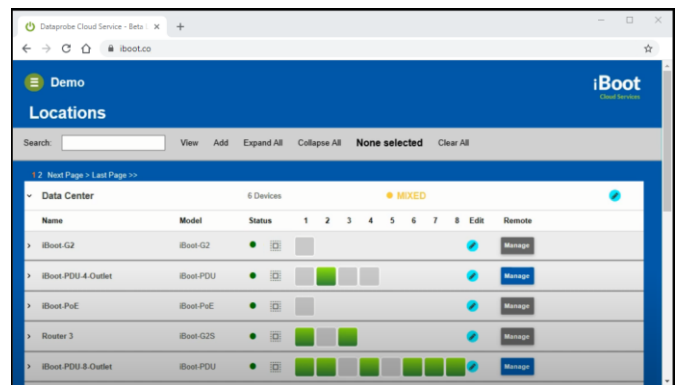 Dataprobe Cloud Service - Beta
iboot.co
Demo
iBoot
Cloud Services
Locations
Search:
View Add Expand All Collapse All None selected Clear All
1 2 Next Page > Last Page >>
Data Center 6 Devices MIXED
Name Model Status 1 2 3 4 5 6 7 8 Edit Remote
iBoot-G2 iBoot-G2 Manage
iBoot-PDU-4-Outlet iBoot-PDU Manage
iBoot-PoE iBoot-PoE Manage
Router 3 iBoot-G2S Manage
iBoot-PDU-8-Outlet iBoot-PDU Manage